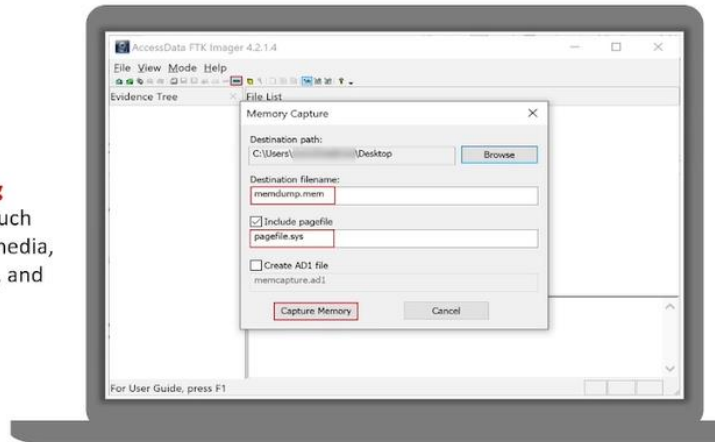 AccessData FTK Imager 4.2.1.4
File View Mode Help
Evidence Tree
File List
Memory Capture
Destination path:
C:\Users\ \Desktop
Browse
Destination filename:
memdump.mem
Include pagefile
pagefile.sys
Create AD1 file
memcapture.ad1
Capture Memory
Cancel
For User Guide, press F1
g
uch
nedia,
and